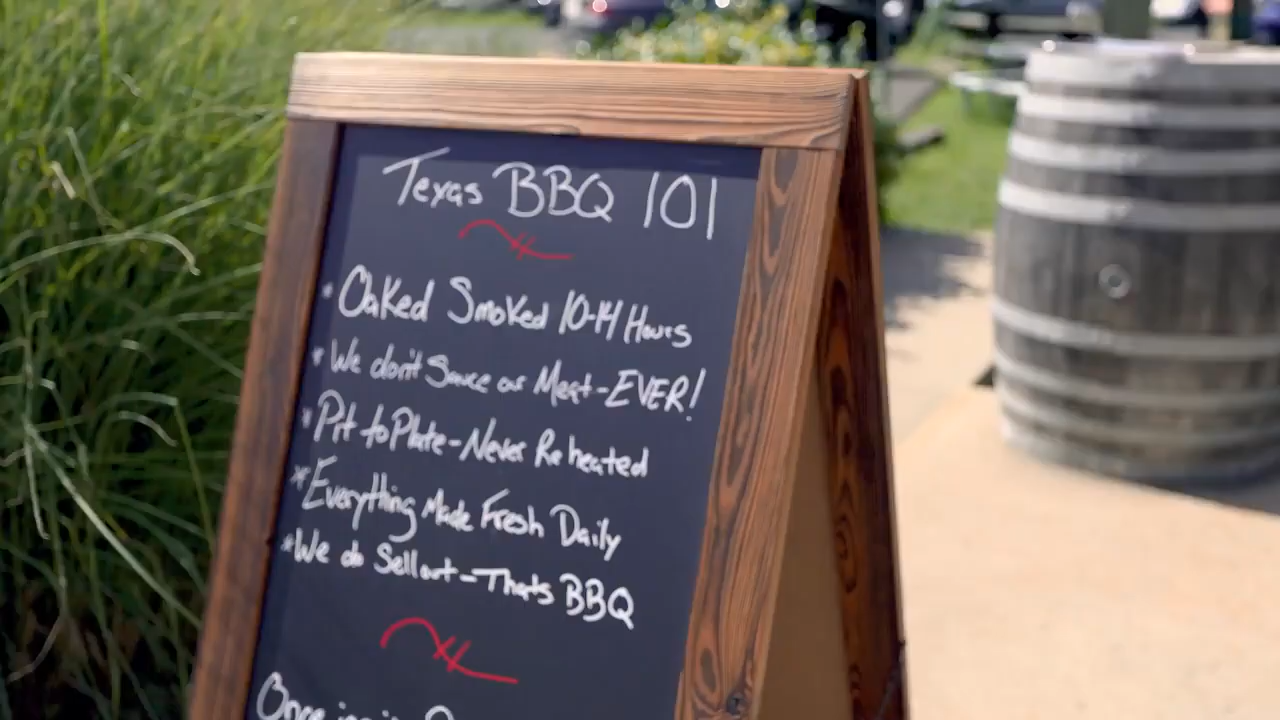 Texas BBQ 101
* Oaked Smoked 10-14 Hours
* We don't Sauce our Meat-EVER!
* Pit to Plate-Never Reheated
* Everything Made Fresh Daily
* We do Sellout-Thats BBQ
Once